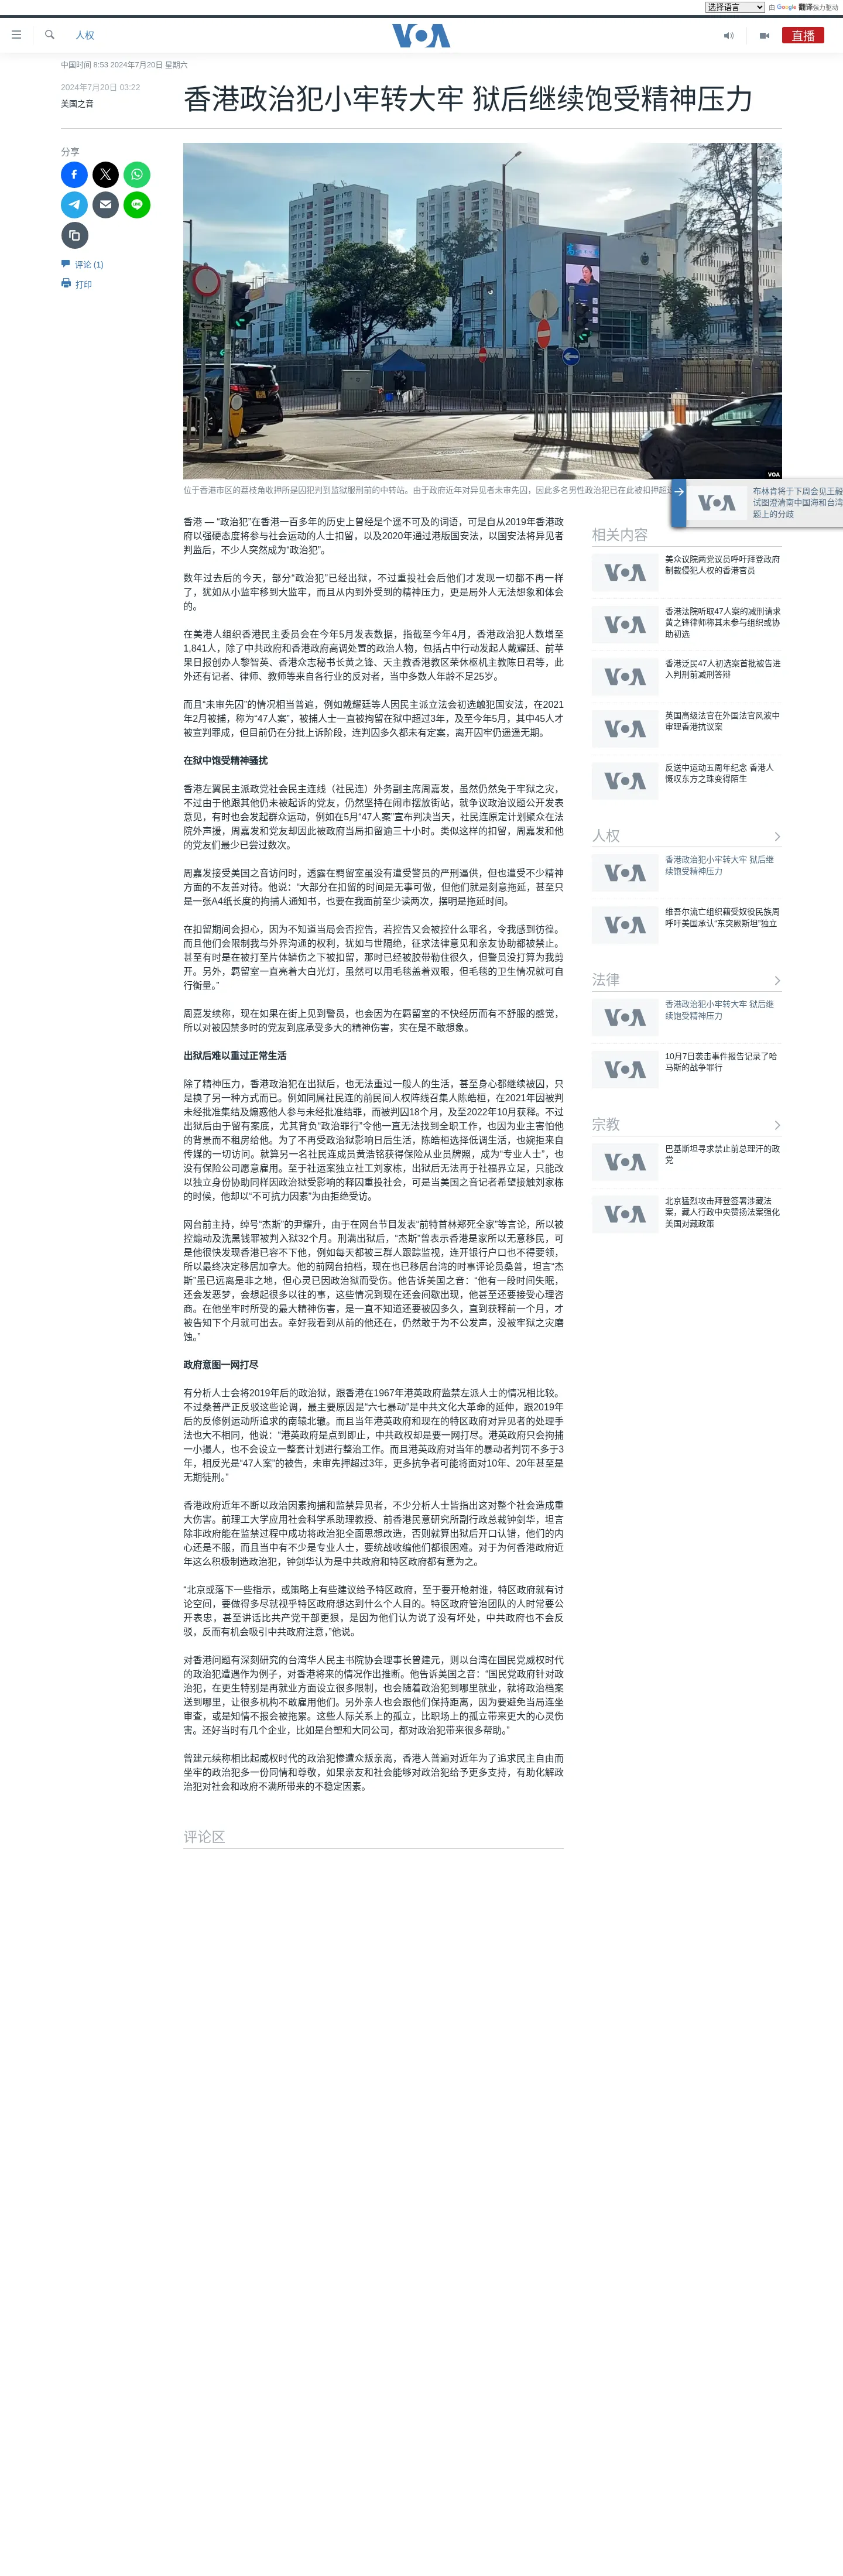 选择语言 由 Google 翻译强力驱动
人权
VOA
直播
中国时间 8:53 2024年7月20日 星期六
2024年7月20日 03:22
美国之音
香港政治犯小牢转大牢 狱后继续饱受精神压力
分享
评论 (1)
打印
VOA
位于香港市区的荔枝角收押所是囚犯判到监狱服刑前的中转站。由于政府近年对异见者未审先囚，因此多名男性政治犯已在此被扣押超过
布林肯将于下周会见王毅
试图澄清南中国海和台湾
题上的分歧
香港 — “政治犯”在香港一百多年的历史上曾经是个遥不可及的词语，可是自从2019年香港政
府以强硬态度将参与社会运动的人士扣留，以及2020年通过港版国安法，以国安法将异见者
判监后，不少人突然成为“政治犯”。
数年过去后的今天，部分“政治犯”已经出狱，不过重投社会后他们才发现一切都不再一样
了，犹如从小监牢移到大监牢，而且从内到外受到的精神压力，更是局外人无法想象和体会
的。
在美港人组织香港民主委员会在今年5月发表数据，指截至今年4月，香港政治犯人数增至
1,841人，除了中共政府和香港政府高调处置的政治人物，包括占中行动发起人戴耀廷、前苹
果日报创办人黎智英、香港众志秘书长黄之锋、天主教香港教区荣休枢机主教陈日君等，此
外还有记者、律师、教师等来自各行业的反对者，当中多数人年龄不足25岁。
而且“未审先囚”的情况相当普遍，例如戴耀廷等人因民主派立法会初选触犯国安法，在2021
年2月被捕，称为“47人案”，被捕人士一直被拘留在狱中超过3年，及至今年5月，其中45人才
被宣判罪成，但目前仍在分批上诉阶段，连判囚多久都未有定案，离开囚牢仍遥遥无期。
在狱中饱受精神骚扰
香港左翼民主派政党社会民主连线（社民连）外务副主席周嘉发，虽然仍然免于牢狱之灾，
不过由于他跟其他仍未被起诉的党友，仍然坚持在闹市摆放街站，就争议政治议题公开发表
意见，有时也会发起群众运动，例如在5月“47人案”宣布判决当天，社民连原定计划聚众在法
院外声援，周嘉发和党友却因此被政府当局扣留逾三十小时。类似这样的扣留，周嘉发和他
的党友们最少已尝过数次。
周嘉发接受美国之音访问时，透露在羁留室虽没有遭受警员的严刑逼供，但也遭受不少精神
方面的不友善对待。他说：“大部分在扣留的时间是无事可做，但他们就是刻意拖延，甚至只
是一张A4纸长度的拘捕人通知书，也要在我面前至少读两次，摆明是拖延时间。
在扣留期间会担心，因为不知道当局会否控告，若控告又会被控什么罪名，令我感到彷徨。
而且他们会限制我与外界沟通的权利，犹如与世隔绝，征求法律意见和亲友协助都被禁止。
甚至有时是在被打至片体鳞伤之下被扣留，那时已经被胶带勒住很久，但警员没打算为我剪
开。另外，羁留室一直亮着大白光灯，虽然可以用毛毯盖着双眼，但毛毯的卫生情况就可自
行衡量。”
周嘉发续称，现在如果在街上见到警员，也会因为在羁留室的不快经历而有不舒服的感觉，
所以对被囚禁多时的党友到底承受多大的精神伤害，实在是不敢想象。
出狱后难以重过正常生活
除了精神压力，香港政治犯在出狱后，也无法重过一般人的生活，甚至身心都继续被囚，只
是换了另一种方式而已。例如同属社民连的前民间人权阵线召集人陈皓桓，在2021年因被判
未经批准集结及煽惑他人参与未经批准结罪，而被判囚18个月，及至2022年10月获释。不过
出狱后由于留有案底，尤其背负“政治罪行”令他一直无法找到全职工作，也因为业主害怕他
的背景而不租房给他。为了不再受政治狱影响日后生活，陈皓桓选择低调生活，也婉拒来自
传媒的一切访问。就算另一名社民连成员黄浩铭获得保险从业员牌照，成为“专业人士”，也
没有保险公司愿意雇用。至于社运案独立社工刘家栋，出狱后无法再于社福界立足，只能改
以独立身份协助同样因政治狱受影响的释囚重投社会，可是当美国之音记者希望接触刘家栋
的时候，他却以“不可抗力因素”为由拒绝受访。
网台前主持，绰号“杰斯”的尹耀升，由于在网台节目发表“前特首林郑死全家”等言论，所以被
控煽动及洗黑钱罪被判入狱32个月。刑满出狱后，“杰斯”曾表示香港是家所以无意移民，可
是他很快发现香港已容不下他，例如每天都被三群人跟踪监视，连开银行户口也不得要领，
所以最终决定移居加拿大。他的前网台拍档，现在也已移居台湾的时事评论员桑普，坦言“杰
斯”虽已远离是非之地，但心灵已因政治狱而受伤。他告诉美国之音：“他有一段时间失眠，
还会发恶梦，会想起很多以往的事，这些情况到现在还会间歇出现，他甚至还要接受心理咨
商。在他坐牢时所受的最大精神伤害，是一直不知道还要被囚多久，直到获释前一个月，才
被告知下个月就可出去。幸好我看到从前的他还在，仍然敢于为不公发声，没被牢狱之灾磨
蚀。”
政府意图一网打尽
有分析人士会将2019年后的政治狱，跟香港在1967年港英政府监禁左派人士的情况相比较。
不过桑普严正反驳这些论调，最主要原因是“六七暴动”是中共文化大革命的延伸，跟2019年
后的反修例运动所追求的南辕北辙。而且当年港英政府和现在的特区政府对异见者的处理手
法也大不相同，他说：“港英政府是点到即止，中共政权却是要一网打尽。港英政府只会拘捕
一小撮人，也不会设立一整套计划进行整治工作。而且港英政府对当年的暴动者判罚不多于3
年，相反光是“47人案”的被告，未审先押超过3年，更多抗争者可能将面对10年、20年甚至是
无期徒刑。”
香港政府近年不断以政治因素拘捕和监禁异见者，不少分析人士皆指出这对整个社会造成重
大伤害。前理工大学应用社会科学系助理教授、前香港民意研究所副行政总裁钟剑华，坦言
除非政府能在监禁过程中成功将政治犯全面思想改造，否则就算出狱后开口认错，他们的内
心还是不服，而且当中有不少是专业人士，要统战收编他们都很困难。对于为何香港政府近
年这么积极制造政治犯，钟剑华认为是中共政府和特区政府都有意为之。
“北京或落下一些指示，或策略上有些建议给予特区政府，至于要开枪射谁，特区政府就有讨
论空间，要做得多尽就视乎特区政府想达到什么个人目的。特区政府管治团队的人时常要公
开表忠，甚至讲话比共产党干部更狠，是因为他们认为说了没有坏处，中共政府也不会反
驳，反而有机会吸引中共政府注意，”他说。
对香港问题有深刻研究的台湾华人民主书院协会理事长曾建元，则以台湾在国民党威权时代
的政治犯遭遇作为例子，对香港将来的情况作出推断。他告诉美国之音：“国民党政府针对政
治犯，在更生特别是再就业方面设立很多限制，也会随着政治犯到哪里就业，就将政治档案
送到哪里，让很多机构不敢雇用他们。另外亲人也会跟他们保持距离，因为要避免当局连坐
审查，或是知情不报会被拖累。这些人际关系上的孤立，比职场上的孤立带来更大的心灵伤
害。还好当时有几个企业，比如是台塑和大同公司，都对政治犯带来很多帮助。”
曾建元续称相比起威权时代的政治犯惨遭众叛亲离，香港人普遍对近年为了追求民主自由而
坐牢的政治犯多一份同情和尊敬，如果亲友和社会能够对政治犯给予更多支持，有助化解政
治犯对社会和政府不满所带来的不稳定因素。
评论区
相关内容
VOA
美众议院两党议员呼吁拜登政府
制裁侵犯人权的香港官员
VOA
香港法院听取47人案的减刑请求
黄之锋律师称其未参与组织或协
助初选
VOA
香港泛民47人初选案首批被告进
入判刑前减刑答辩
VOA
英国高级法官在外国法官风波中
审理香港抗议案
VOA
反送中运动五周年纪念 香港人
慨叹东方之珠变得陌生
人权
VOA
香港政治犯小牢转大牢 狱后继
续饱受精神压力
VOA
维吾尔流亡组织藉受奴役民族周
呼吁美国承认“东突厥斯坦”独立
法律
VOA
香港政治犯小牢转大牢 狱后继
续饱受精神压力
VOA
10月7日袭击事件报告记录了哈
马斯的战争罪行
宗教
VOA
巴基斯坦寻求禁止前总理汗的政
党
VOA
北京猛烈攻击拜登签署涉藏法
案，藏人行政中央赞扬法案强化
美国对藏政策